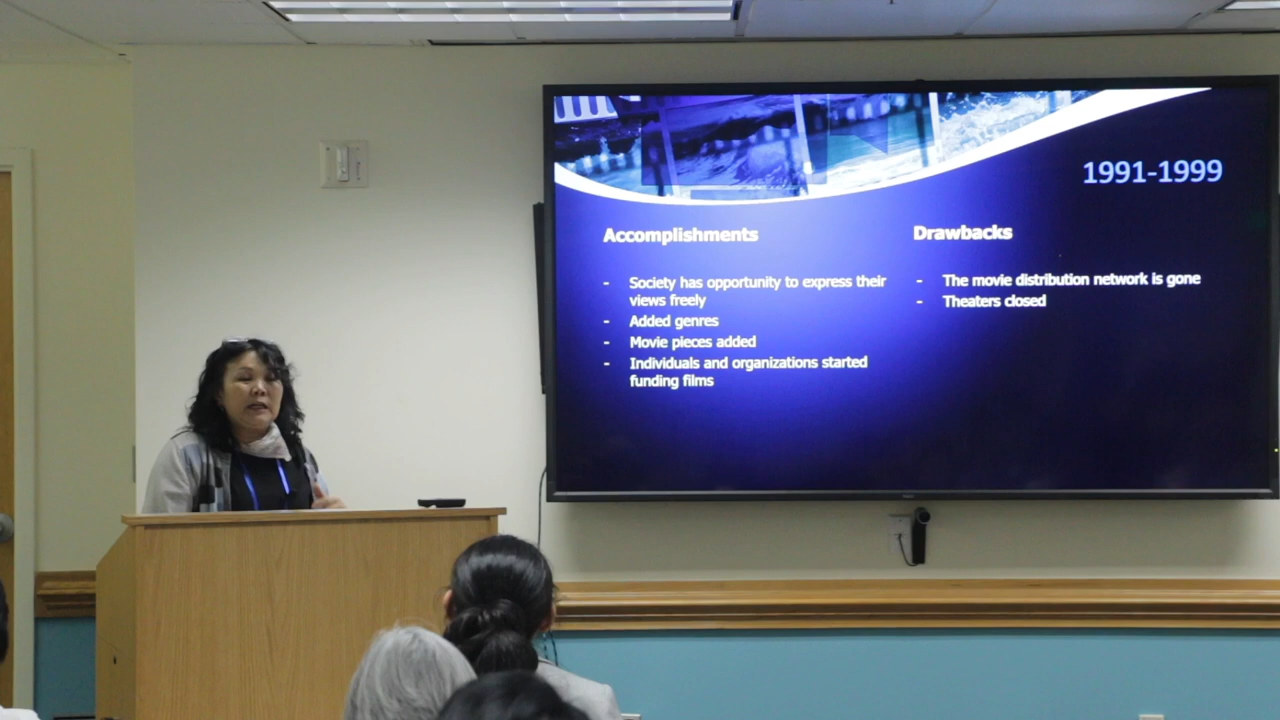 1991-1999
Accomplishments
- Society has opportunity to express their
views freely
- Added genres
- Movie pieces added
- Individuals and organizations started
funding films
Drawbacks
- The movie distribution network is gone
- Theaters closed